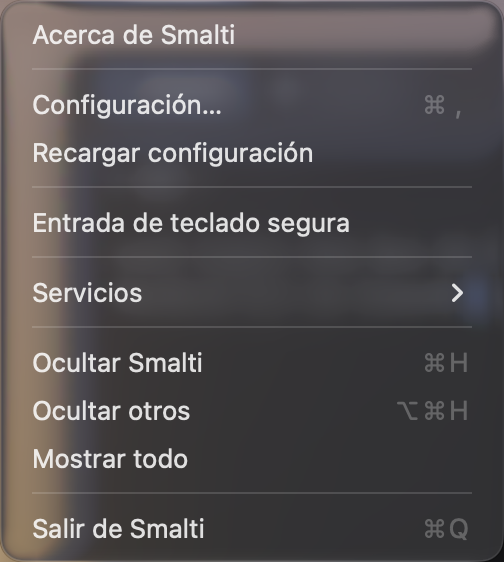 Acerca de Smalti
Configuración... ⌘ ,
Recargar configuración
Entrada de teclado segura
Servicios
Ocultar Smalti ⌘H
Ocultar otros ⌥⌘H
Mostrar todo
Salir de Smalti ⌘Q